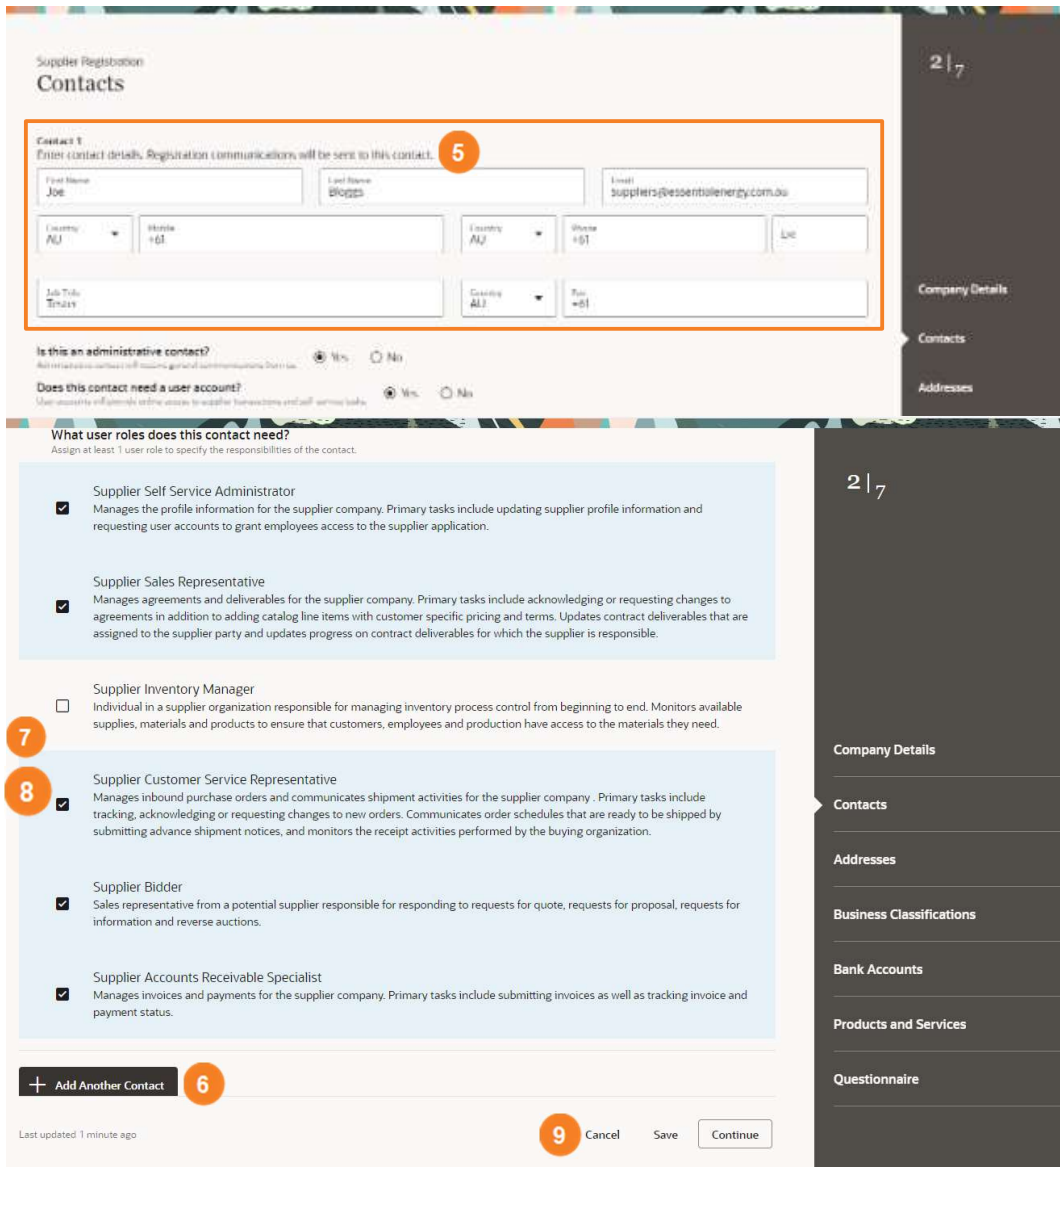 Supplier Registration
Contacts
2|7
Contact 1
Enter contact details. Registration communications will be sent to this contact.
5
First Name
Joe
Last Name
Bloggs
Email
suppliers@essentialenergy.com.au
Country
AU
Mobile
+61
Country
AU
Phone
+61
Ext
Job Title
Country
AU
Fax
+61
Company Details
Contacts
Addresses
Is this an administrative contact?
Yes
No
Does this contact need a user account?
Yes
No
What user roles does this contact need?
Assign at least 1 user role to specify the responsibilities of the contact.
2|7
Supplier Self Service Administrator
Manages the profile information for the supplier company. Primary tasks include updating supplier profile information and
requesting user accounts to grant employees access to the supplier application.
Supplier Sales Representative
Manages agreements and deliverables for the supplier company. Primary tasks include acknowledging or requesting changes to
agreements in addition to adding catalog line items with customer specific pricing and terms. Updates contract deliverables that are
assigned to the supplier party and updates progress on contract deliverables for which the supplier is responsible.
Supplier Inventory Manager
Individual in a supplier organization responsible for managing inventory process control from beginning to end. Monitors available
supplies, materials and products to ensure that customers, employees and production have access to the materials they need.
7
8
Supplier Customer Service Representative
Manages inbound purchase orders and communicates shipment activities for the supplier company . Primary tasks include
tracking, acknowledging or requesting changes to new orders. Communicates order schedules that are ready to be shipped by
submitting advance shipment notices, and monitors the receipt activities performed by the buying organization.
Supplier Bidder
Sales representative from a potential supplier responsible for responding to requests for quote, requests for proposal, requests for
information and reverse auctions.
Supplier Accounts Receivable Specialist
Manages invoices and payments for the supplier company. Primary tasks include submitting invoices as well as tracking invoice and
payment status.
Company Details
Contacts
Addresses
Business Classifications
Bank Accounts
Products and Services
Questionnaire
Add Another Contact
6
Last updated 1 minute ago
9
Cancel
Save
Continue